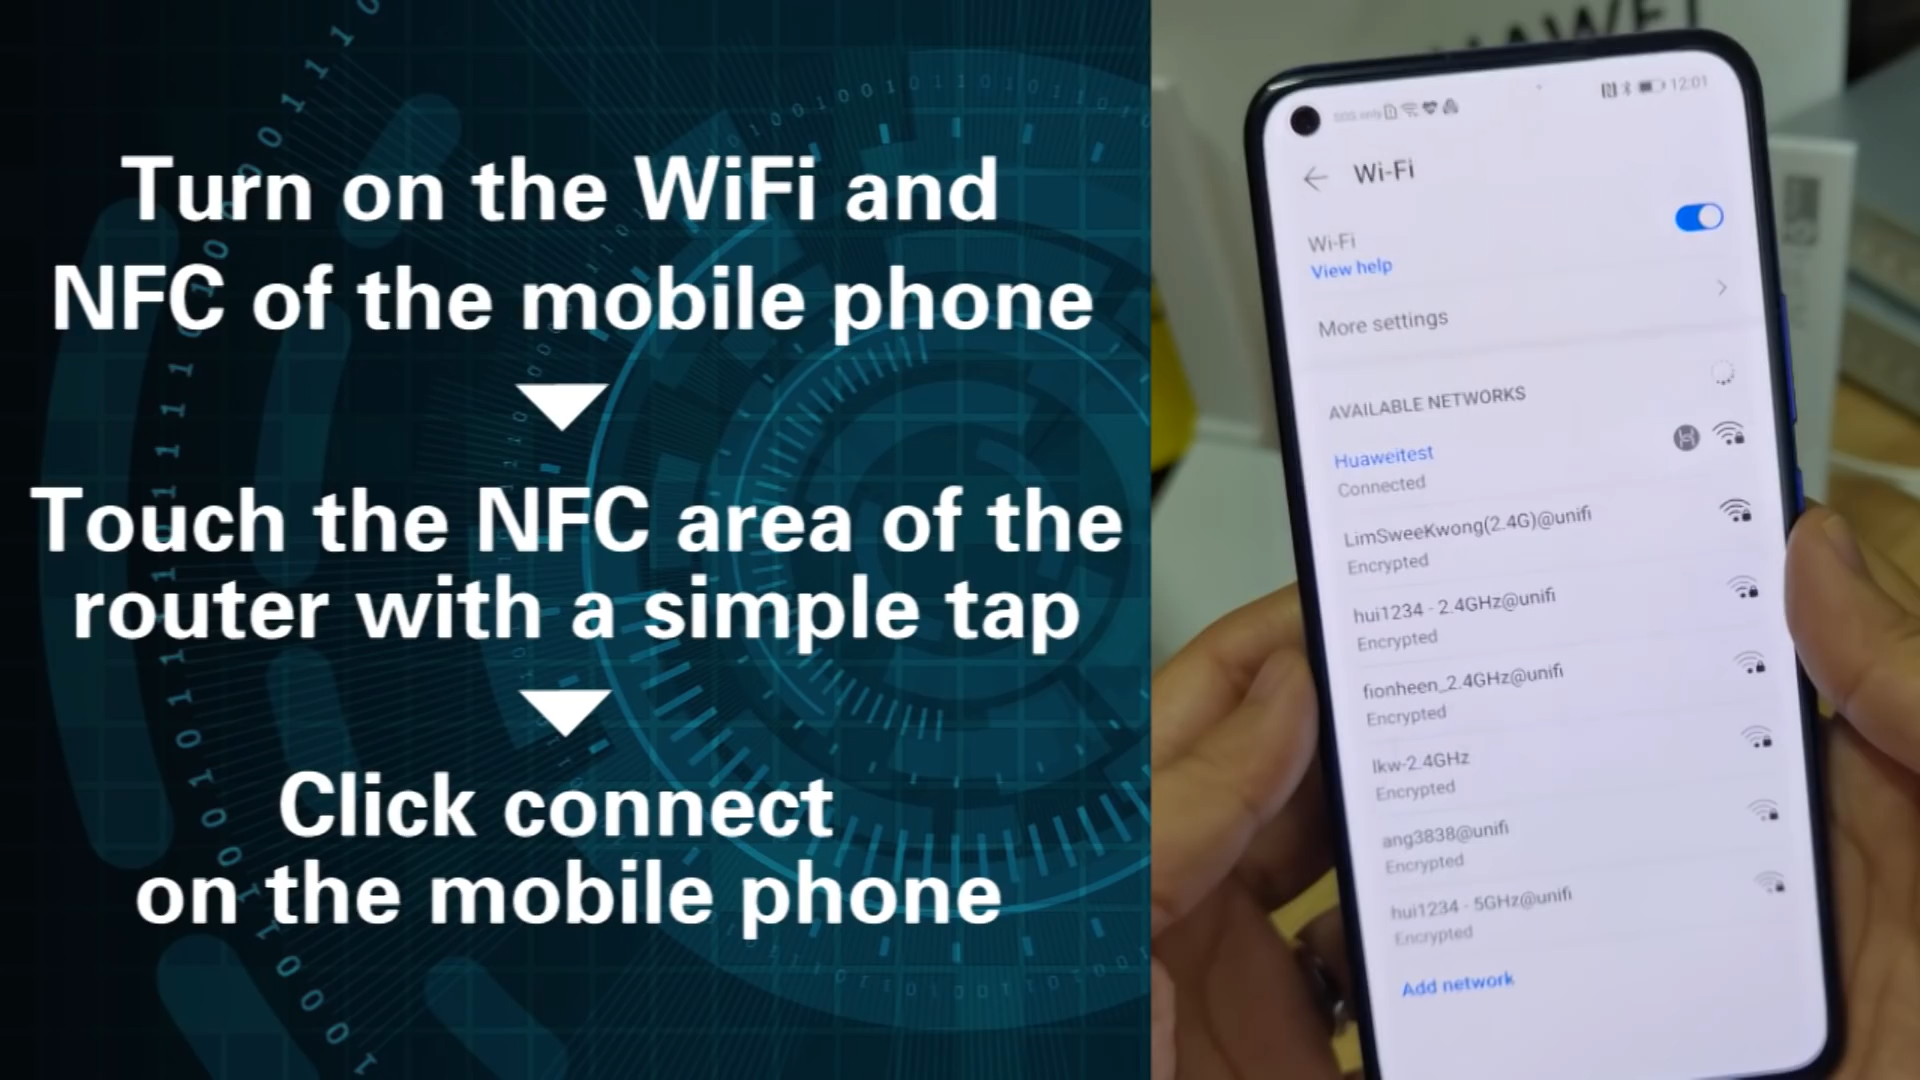 Turn on the WiFi and
NFC of the mobile phone
Touch the NFC area of the
router with a simple tap
Click connect
on the mobile phone
12:01
Wi-Fi
Wi-Fi
View help
More settings
AVAILABLE NETWORKS
Huaweitest
Connected
LimSweeKwong(2.4G)@unifi
Encrypted
hui1234 - 2.4GHz@unifi
Encrypted
fionheen_2.4GHz@unifi
Encrypted
lkw-2.4GHz
Encrypted
ang3838@unifi
Encrypted
hui1234 - 5GHz@unifi
Encrypted
Add network